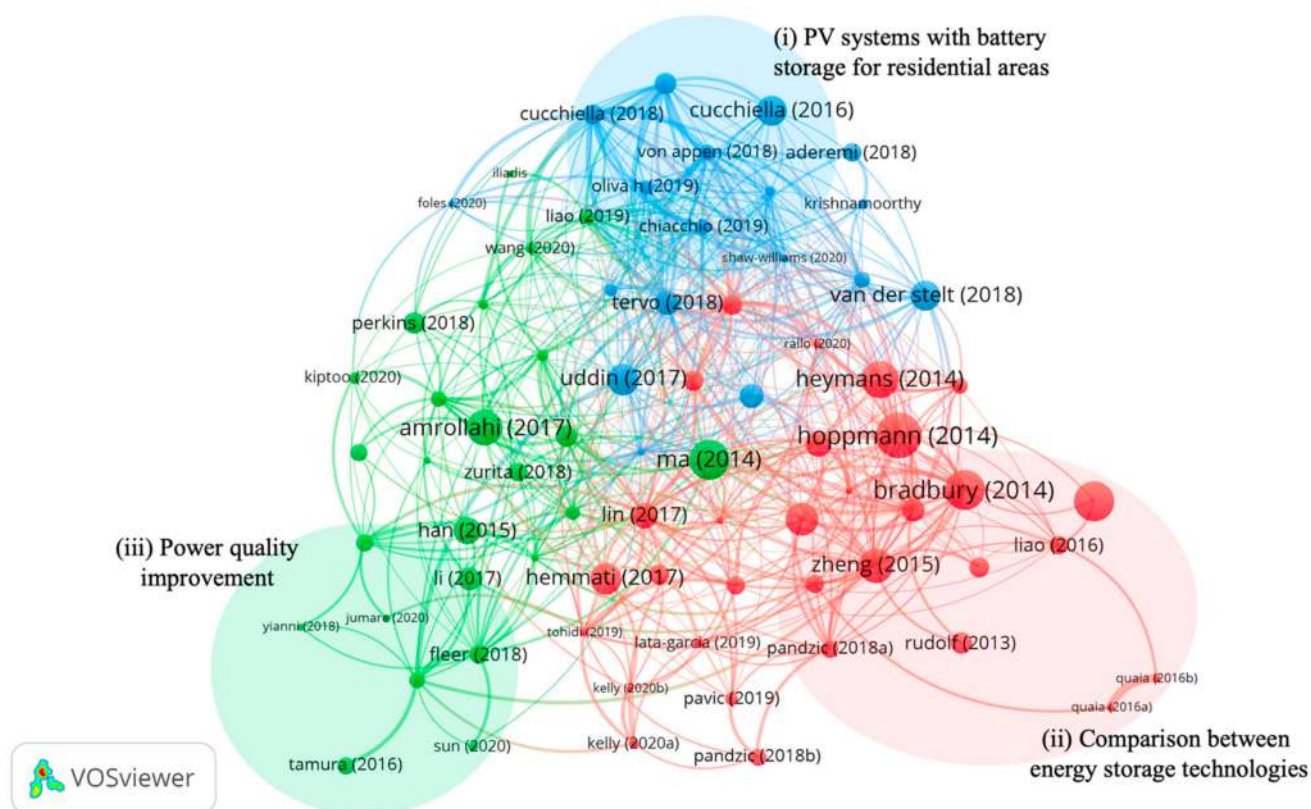 (i) PV systems with battery
storage for residential areas
cucchiella (2018)
cucchiella (2016)
von appen (2018)
aderemi (2018)
iliadis
oliva h (2019)
foles (2020)
liao (2019)
krishnamoorthy
chiacchio (2019)
wang (2020)
shaw-williams (2020)
tervo (2018)
van der stelt (2018)
perkins (2018)
rallo (2020)
kiptoo (2020)
uddin (2017)
heymans (2014)
amrollahi (2017)
hoppmann (2014)
ma (2014)
zurita (2018)
bradbury (2014)
lin (2017)
han (2015)
liao (2016)
(iii) Power quality
improvement
zheng (2015)
li (2017)
hemmati (2017)
jumare (2020)
yianni (2018)
tohidi (2019)
lata-garcia (2019)
pandzic (2018a)
rudolf (2013)
fleer (2018)
quaia (2016b)
kelly (2020b)
pavic (2019)
quaia (2016a)
(ii) Comparison between
energy storage technologies
sun (2020)
kelly (2020a)
pandzic (2018b)
tamura (2016)
VOSviewer